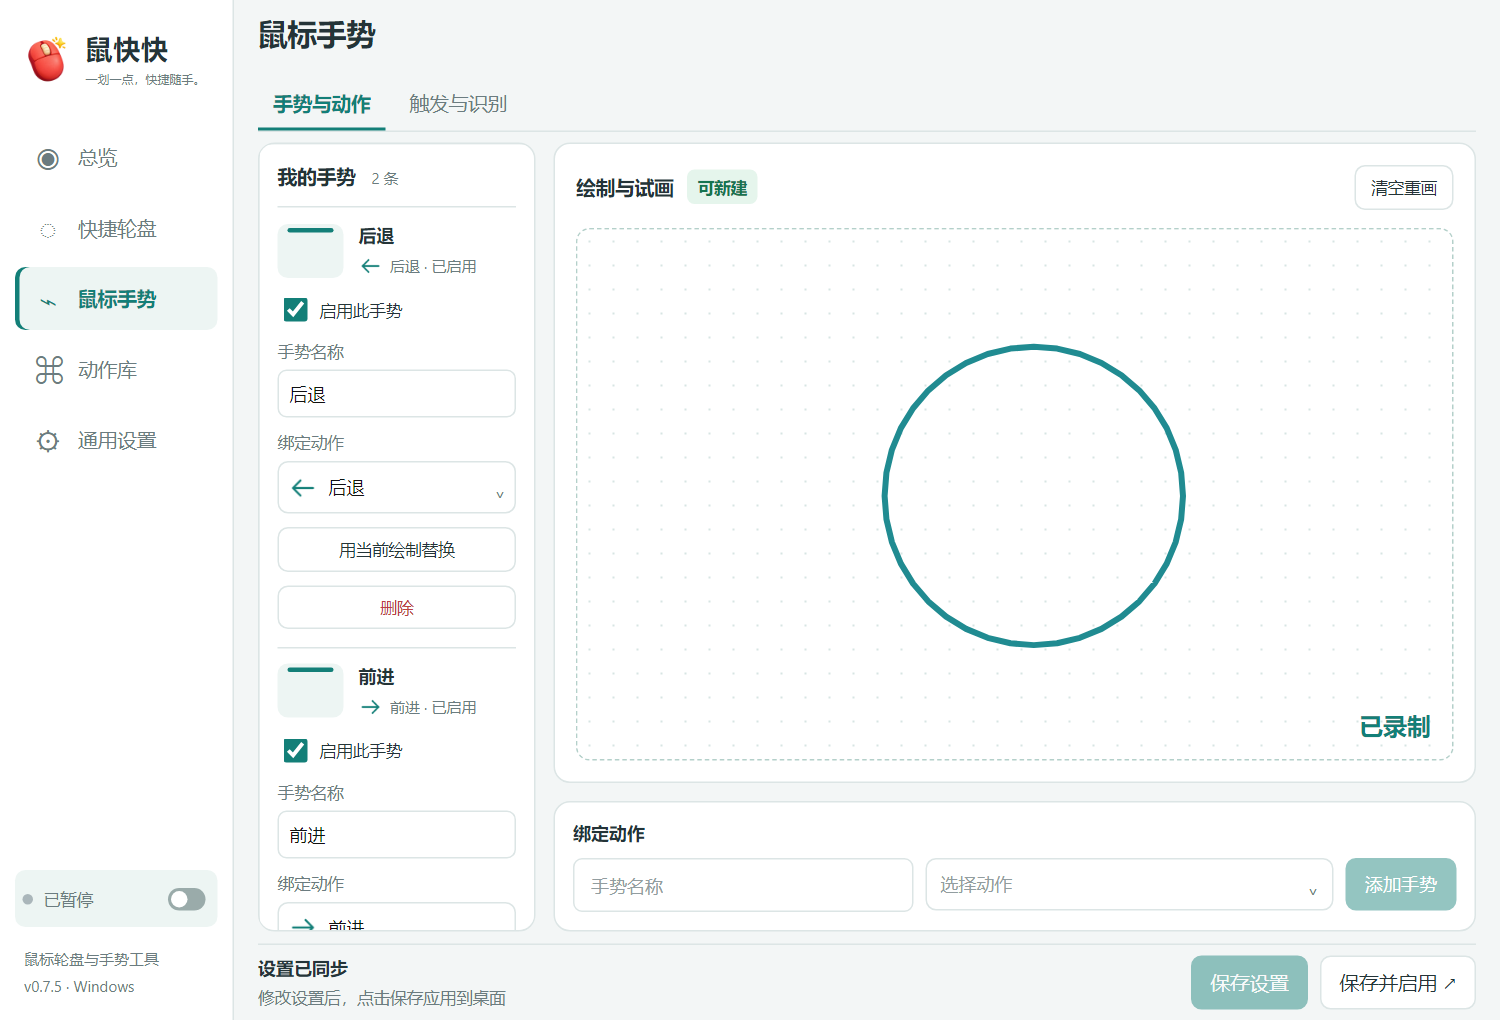 鼠快快
一划一点，快捷随手。
总览
快捷轮盘
鼠标手势
动作库
通用设置
已暂停
鼠标轮盘与手势工具
v0.7.5 · Windows
鼠标手势
手势与动作
触发与识别
我的手势 2 条
后退
后退 · 已启用
启用此手势
手势名称
后退
绑定动作
后退
用当前绘制替换
删除
前进
前进 · 已启用
启用此手势
手势名称
前进
绑定动作
前进
绘制与试画 可新建
清空重画
已录制
绑定动作
手势名称
选择动作
添加手势
设置已同步
修改设置后，点击保存应用到桌面
保存设置
保存并启用 ↗